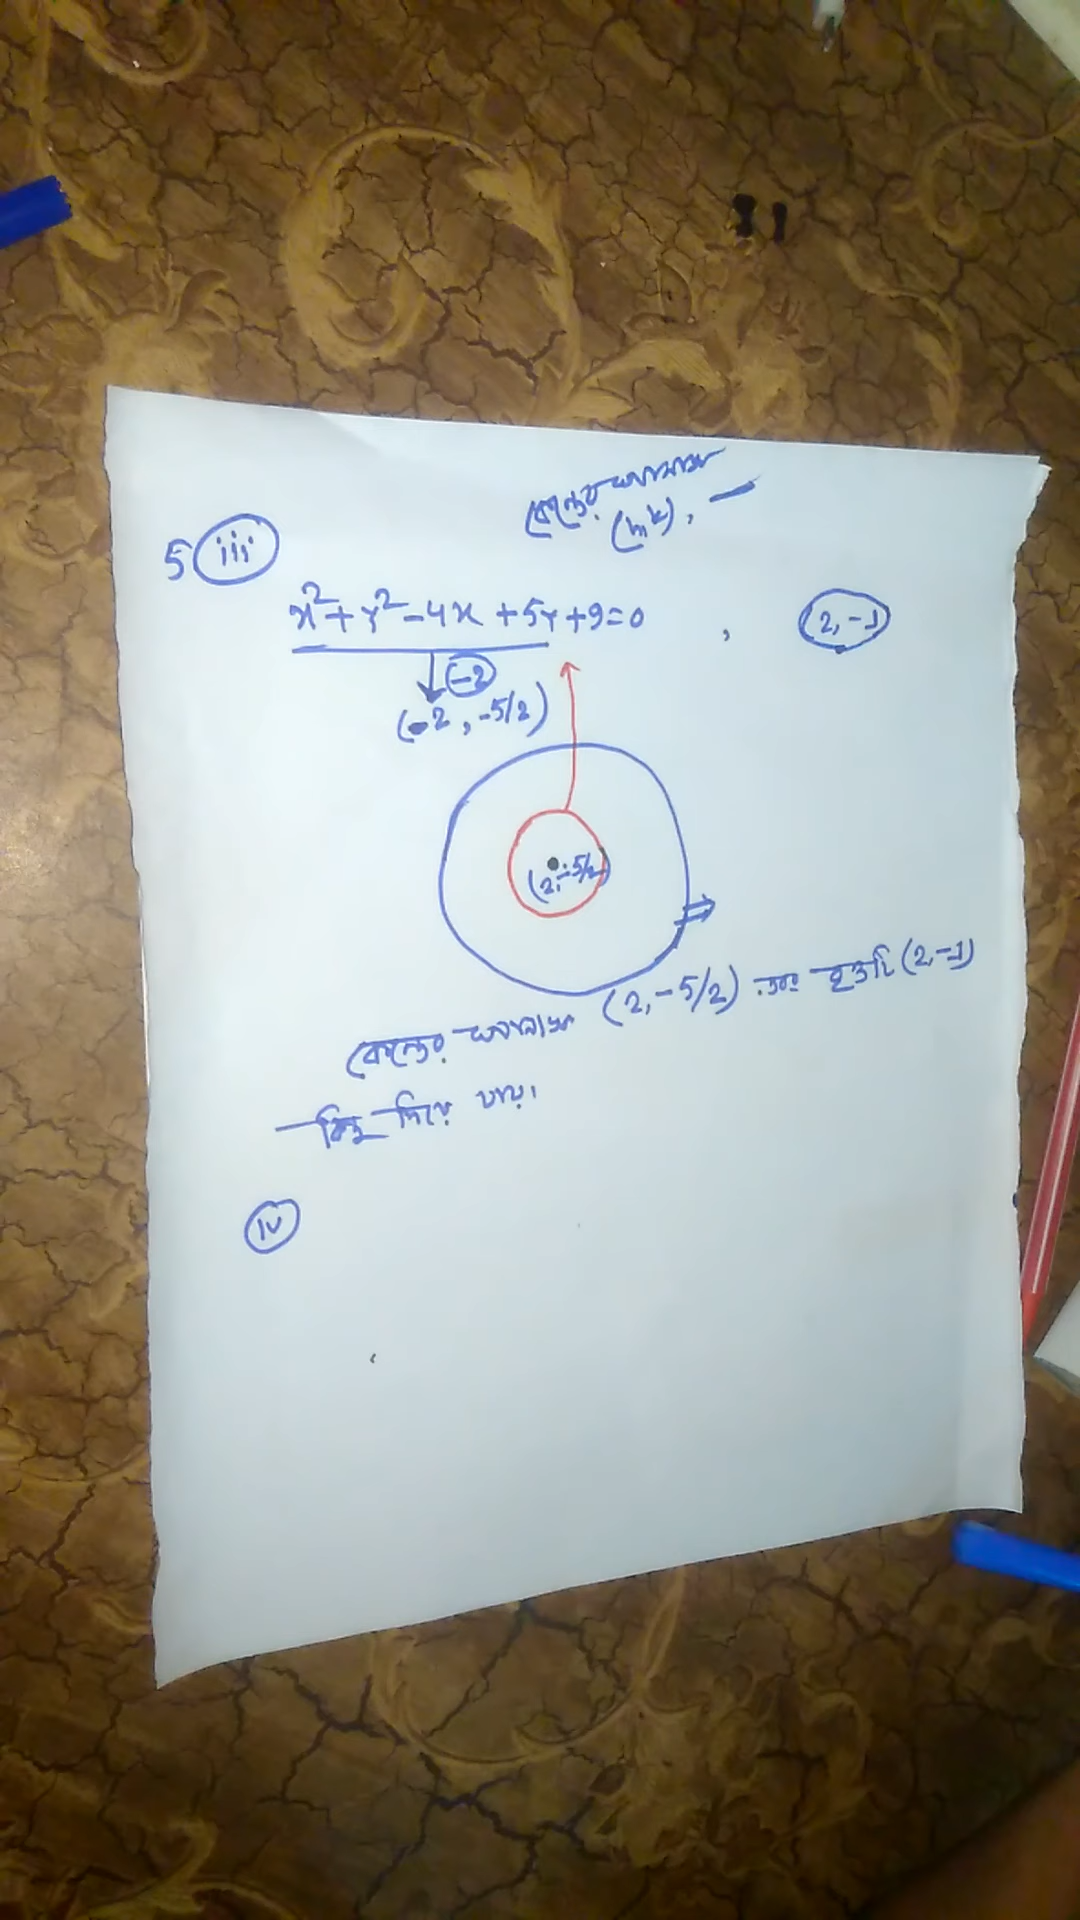 কেন্দ্রের স্থানাঙ্ক
(h,k), —
5 (iii)
x²+y²-4x+5y+9=0 , (2,-1)
(-2)
(2, -5/2)
(2, -5/2)
কেন্দ্রের স্থানাঙ্ক (2, -5/2) এবং বৃত্তটি (2,-1)
বিন্দু দিয়ে যায়।
(iv)